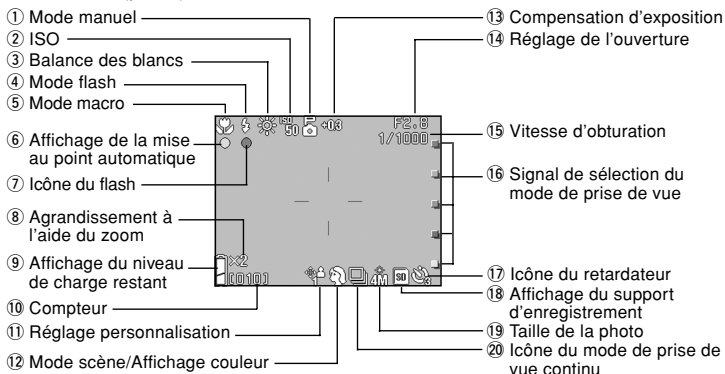 ① Mode manuel
② ISO
③ Balance des blancs
④ Mode flash
⑤ Mode macro
⑥ Affichage de la mise
au point automatique
⑦ Icône du flash
⑧ Agrandissement à
l'aide du zoom
⑨ Affichage du niveau
de charge restant
⑩ Compteur
⑪ Réglage personnalisation
⑫ Mode scène/Affichage couleur
ISO
50
P
+0.3
F2.8
1/1000
×2
[010]
1
4M
SD
3
⑬ Compensation d'exposition
⑭ Réglage de l'ouverture
⑮ Vitesse d'obturation
⑯ Signal de sélection du
mode de prise de vue
⑰ Icône du retardateur
⑱ Affichage du support
d'enregistrement
⑲ Taille de la photo
⑳ Icône du mode de prise de
vue continu